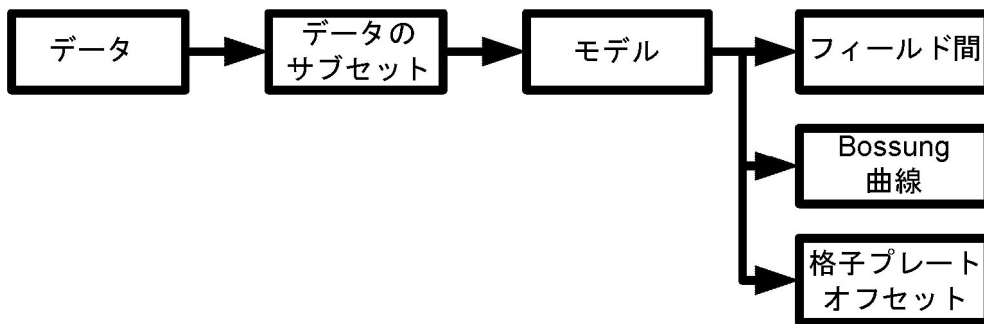 データ
データの
サブセット
モデル
フィールド間
Bossung
曲線
格子プレート
オフセット